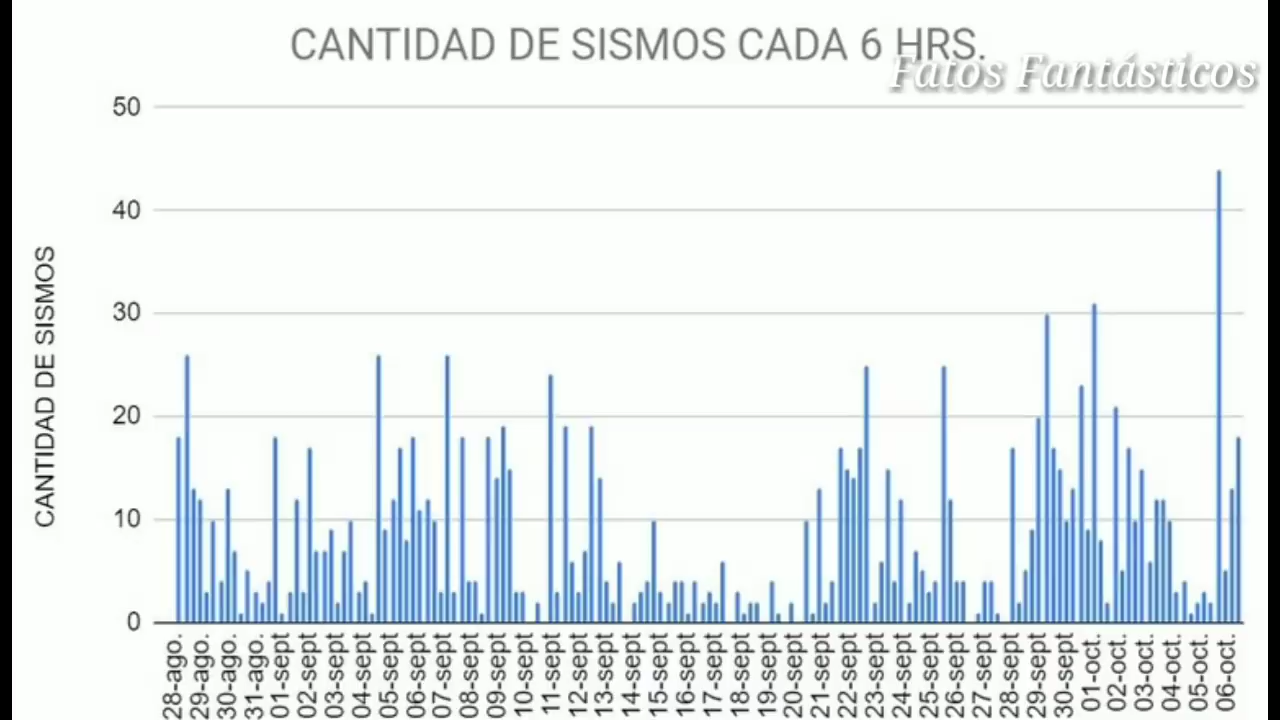 CANTIDAD DE SISMOS CADA 6 HRS.
Fatos Fantásticos
50
40
30
20
10
0
CANTIDAD DE SISMOS
28-ago.
29-ago.
30-ago.
31-ago.
01-sept
02-sept
03-sept
04-sept
05-sept
06-sept
07-sept
08-sept
09-sept
10-sept
11-sept
12-sept
13-sept
14-sept
15-sept
16-sept
17-sept
18-sept
19-sept
20-sept
21-sept
22-sept
23-sept
24-sept
25-sept
26-sept
27-sept
28-sept
29-sept
30-sept
01-oct.
02-oct.
03-oct.
04-oct.
05-oct.
06-oct.